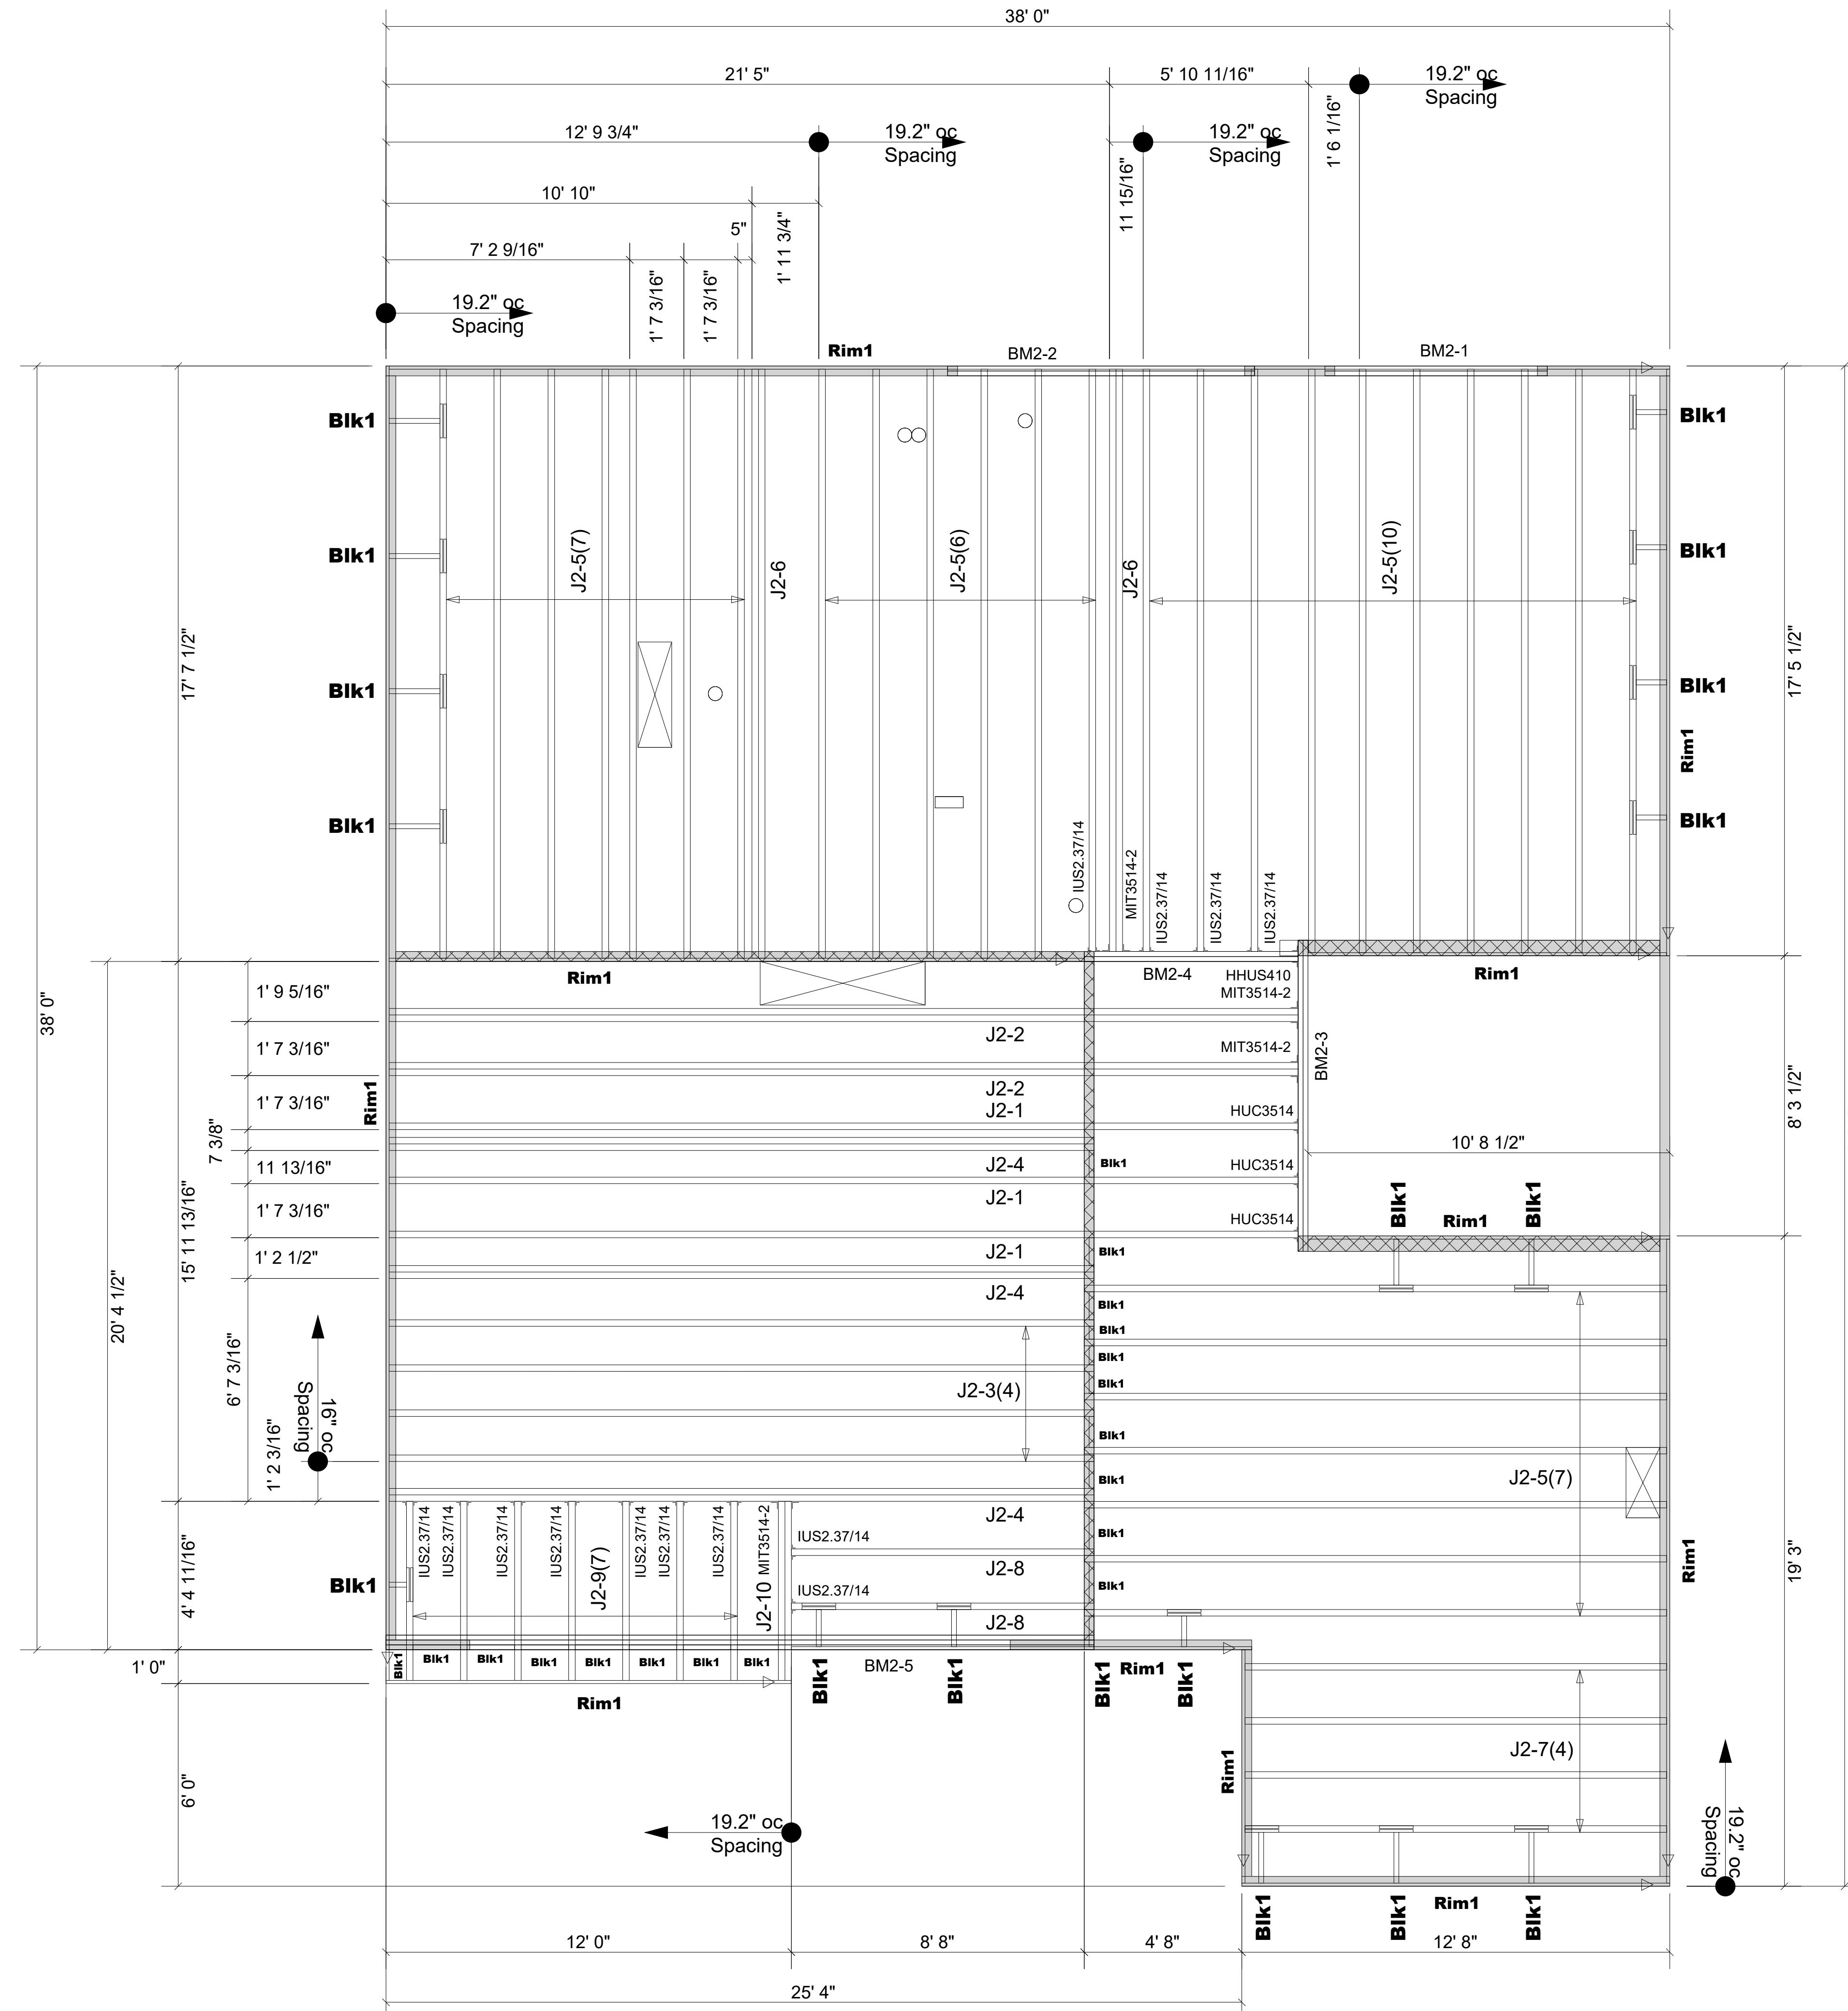 38' 0"
21' 5"
5' 10 11/16"
19.2" oc
Spacing
1' 6 1/16"
12' 9 3/4"
19.2" oc
Spacing
11 15/16"
19.2" oc
Spacing
10' 10"
5"
1' 11 3/4"
7' 2 9/16"
1' 7 3/16"
1' 7 3/16"
19.2" oc
Spacing
Rim1
BM2-2
BM2-1
Blk1
Blk1
Blk1
Blk1
Blk1
Blk1
Blk1
Blk1
J2-5(7)
J2-6
J2-5(6)
J2-6
J2-5(10)
17' 7 1/2"
17' 5 1/2"
Rim1
IUS2.37/14
MIT3514-2
IUS2.37/14
IUS2.37/14
IUS2.37/14
Rim1
BM2-4
HHUS410
MIT3514-2
Rim1
38' 0"
20' 4 1/2"
15' 11 13/16"
1' 9 5/16"
1' 7 3/16"
1' 7 3/16"
7 3/8"
11 13/16"
1' 7 3/16"
1' 2 1/2"
6' 7 3/16"
1' 2 3/16"
16" oc
Spacing
Rim1
J2-2
MIT3514-2
BM2-3
J2-2
J2-1
HUC3514
8' 3 1/2"
10' 8 1/2"
J2-4
Blk1
HUC3514
J2-1
Blk1
Blk1
HUC3514
Rim1
J2-1
Blk1
J2-4
Blk1
Blk1
Blk1
Blk1
J2-3(4)
Blk1
Blk1
J2-5(7)
J2-4
Blk1
Blk1
Rim1
19' 3"
4' 4 11/16"
Blk1
IUS2.37/14
IUS2.37/14
IUS2.37/14
IUS2.37/14
IUS2.37/14
IUS2.37/14
IUS2.37/14
J2-9(7)
J2-10
MIT3514-2
IUS2.37/14
J2-8
IUS2.37/14
J2-8
1' 0"
Blk1
Blk1
Blk1
Blk1
Blk1
Blk1
Blk1
Blk1
Rim1
Blk1
BM2-5
Blk1
Blk1
Rim1
Blk1
6' 0"
Rim1
J2-7(4)
19.2" oc
Spacing
19.2" oc
Spacing
Blk1
Blk1
Rim1
Blk1
12' 0"
8' 8"
4' 8"
12' 8"
25' 4"